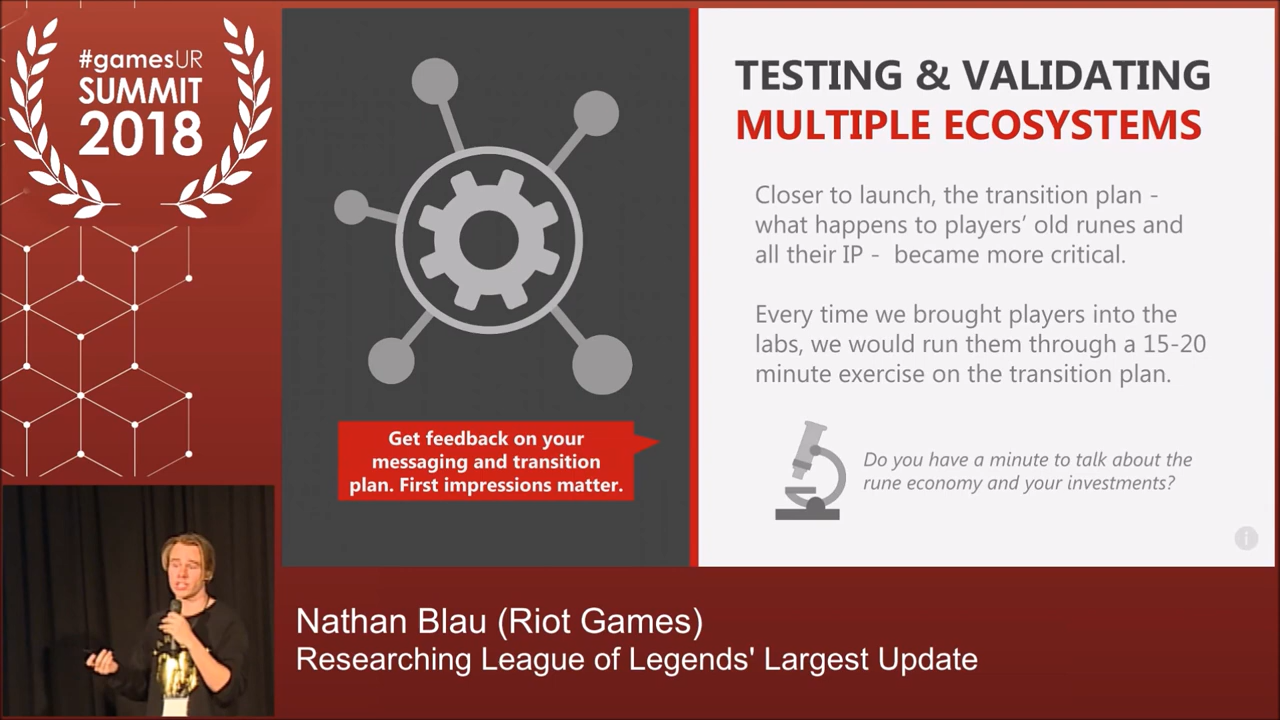 #gamesUR
SUMMIT
2018
TESTING & VALIDATING
MULTIPLE ECOSYSTEMS
Closer to launch, the transition plan -
what happens to players’ old runes and
all their IP - became more critical.
Every time we brought players into the
labs, we would run them through a 15-20
minute exercise on the transition plan.
Get feedback on your
messaging and transition
plan. First impressions matter.
Do you have a minute to talk about the
rune economy and your investments?
i
Nathan Blau (Riot Games)
Researching League of Legends' Largest Update